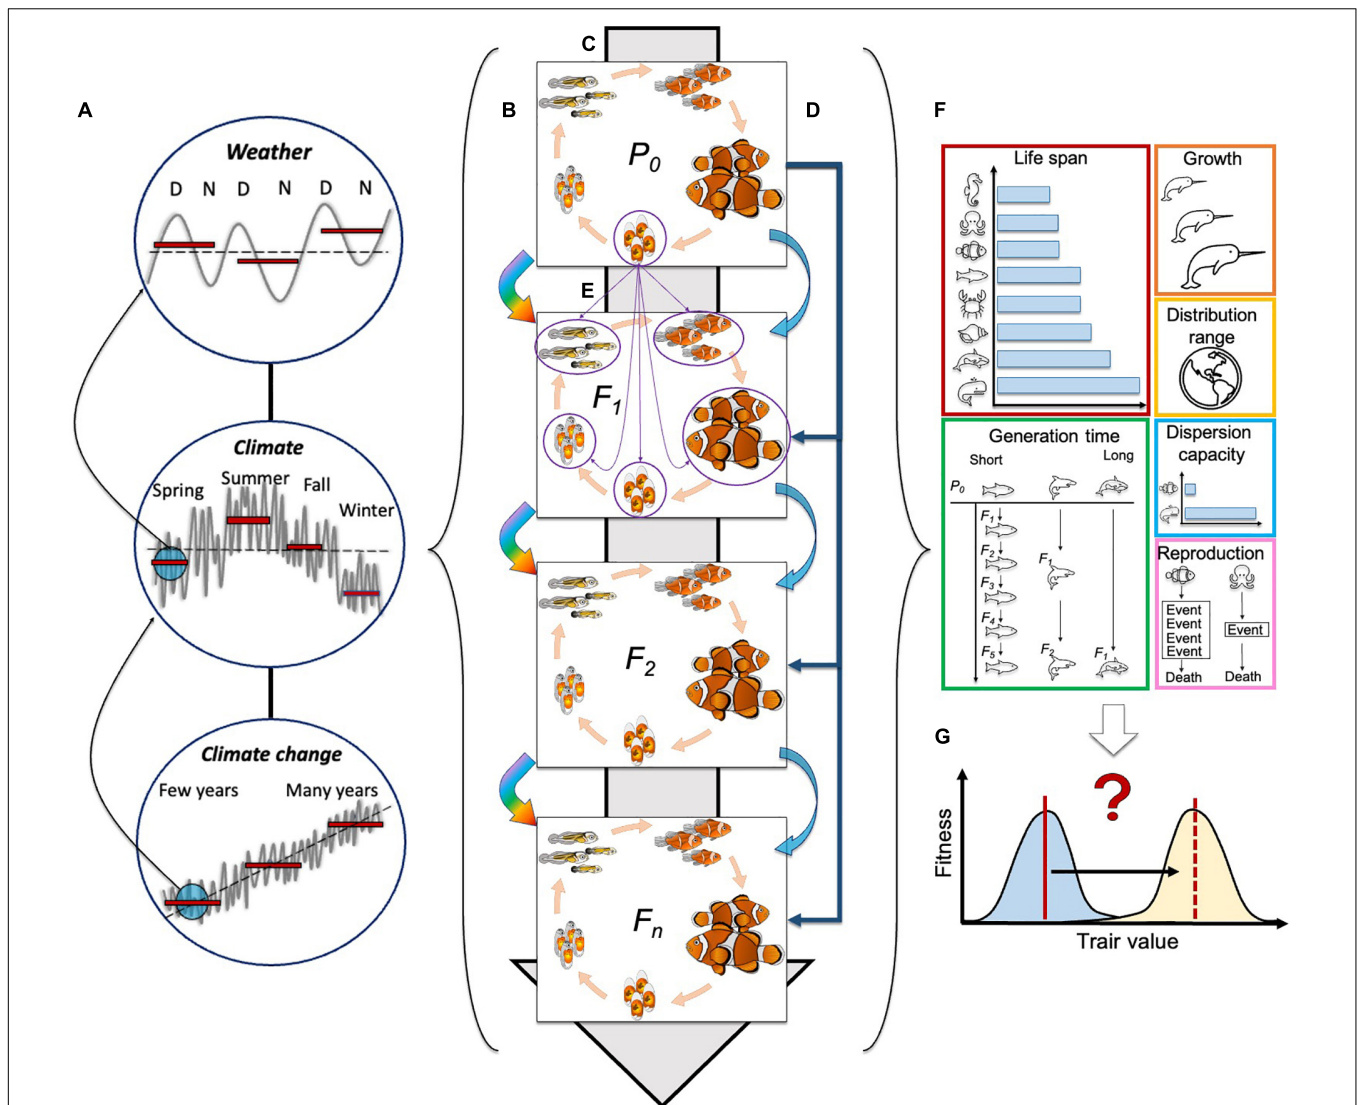 A
Weather
D N D N D N
Climate
Spring
Summer
Fall
Winter
Climate change
Few years
Many years
B
C
D
P0
E
F1
F2
Fn
F
Life span
Growth
Distribution
range
Generation time
Short
Long
P0
F1
F2
F3
F4
F5
F1
F2
F1
Dispersion
capacity
Reproduction
Event
Event
Event
Event
Death
Event
Death
G
?
Fitness
Trair value